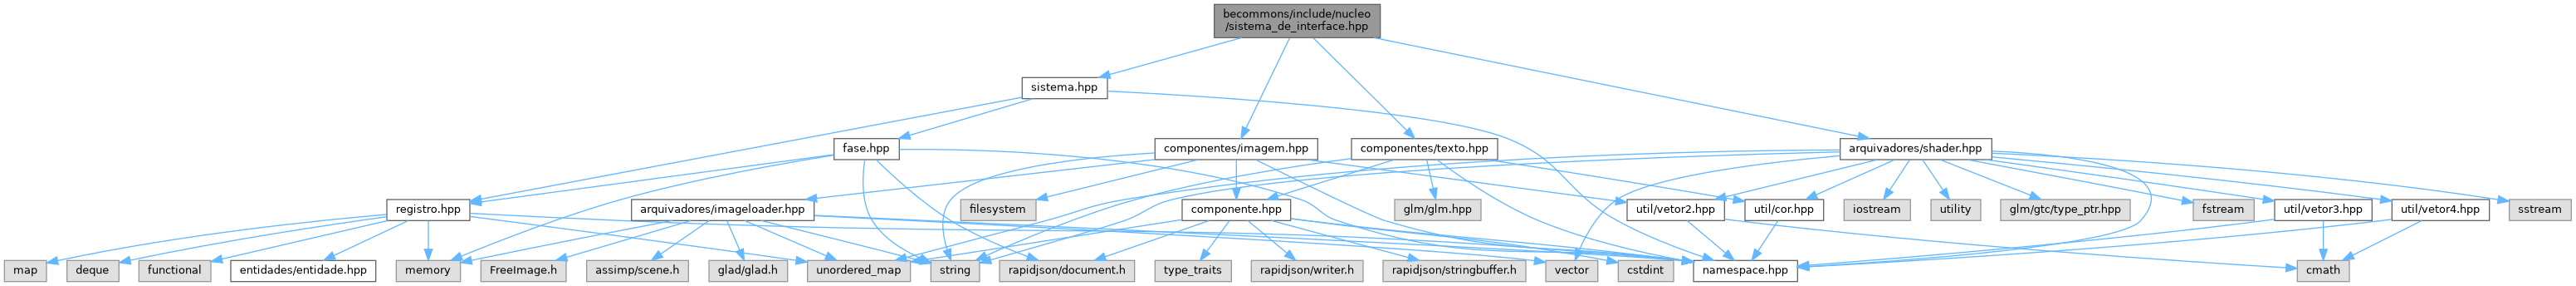 becommons/include/nucleo
/sistema_de_interface.hpp
sistema.hpp
fase.hpp
componentes/imagem.hpp
componentes/texto.hpp
arquivadores/shader.hpp
registro.hpp
arquivadores/imageloader.hpp
filesystem
componente.hpp
glm/glm.hpp
util/vetor2.hpp
util/cor.hpp
iostream
utility
glm/gtc/type_ptr.hpp
fstream
util/vetor3.hpp
util/vetor4.hpp
sstream
map
deque
functional
entidades/entidade.hpp
memory
FreeImage.h
assimp/scene.h
glad/glad.h
unordered_map
string
rapidjson/document.h
type_traits
rapidjson/writer.h
rapidjson/stringbuffer.h
vector
cstdint
namespace.hpp
cmath